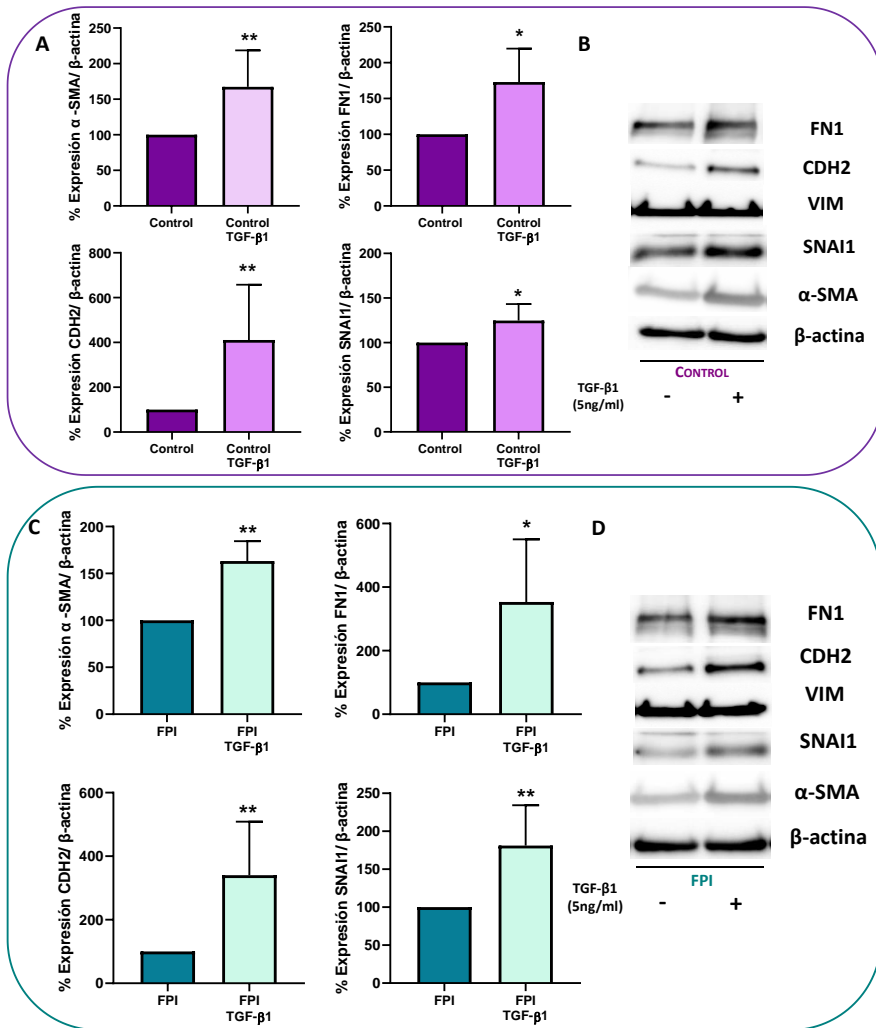 A
% Expresión α -SMA/ β-actina
250
200
150
100
50
0
**
Control
Control
TGF-β1
% Expresión FN1/ β-actina
250
200
150
100
50
0
*
Control
Control
TGF-β1
% Expresión CDH2/ β-actina
800
600
400
200
0
**
Control
Control
TGF-β1
% Expresión SNAI1/ β-actina
200
150
100
50
0
*
Control
Control
TGF-β1
B
FN1
CDH2
VIM
SNAI1
α-SMA
β-actina
CONTROL
TGF-β1
(5ng/ml)
- +
C
% Expresión α -SMA/ β-actina
200
150
100
50
0
**
FPI
FPI
TGF-β1
% Expresión FN1/ β-actina
600
400
200
0
*
FPI
FPI
TGF-β1
% Expresión CDH2/ β-actina
600
400
200
0
**
FPI
FPI
TGF-β1
% Expresión SNAI1/ β-actina
250
200
150
100
50
0
**
FPI
FPI
TGF-β1
D
FN1
CDH2
VIM
SNAI1
α-SMA
β-actina
FPI
TGF-β1
(5ng/ml)
- +